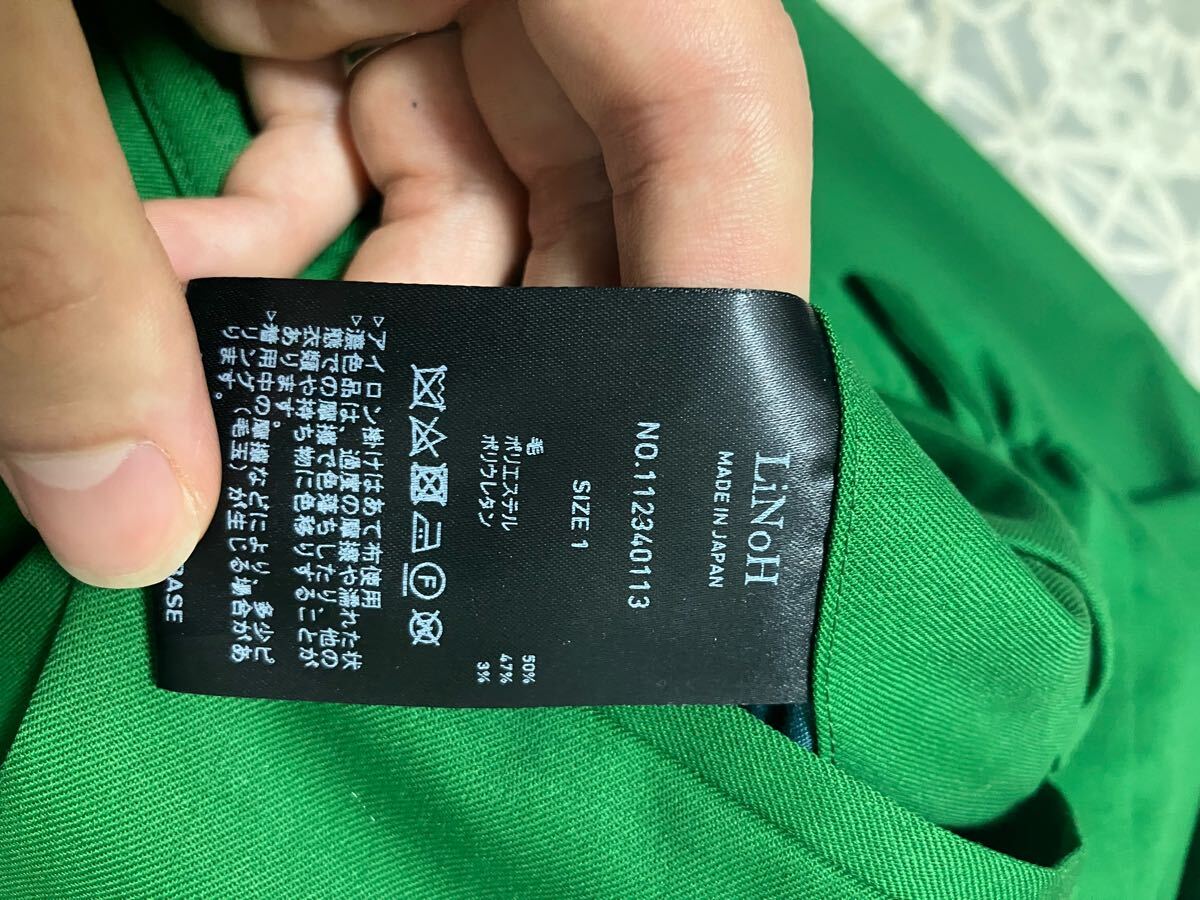 LiNoH
MADE IN JAPAN
NO.112340113
SIZE 1
毛 50%
ポリエステル 47%
ポリウレタン 3%
F
▷アイロン掛けはあて布使用
▷濃色品は、過度の摩擦や濡れた状
態での摩擦で色落ちしたり、他の
衣類や持ち物に色移りすることが
あります。
▷着用中の摩擦などにより、多少ピ
リング(毛玉)が生じる場合があ
ります。
BASE